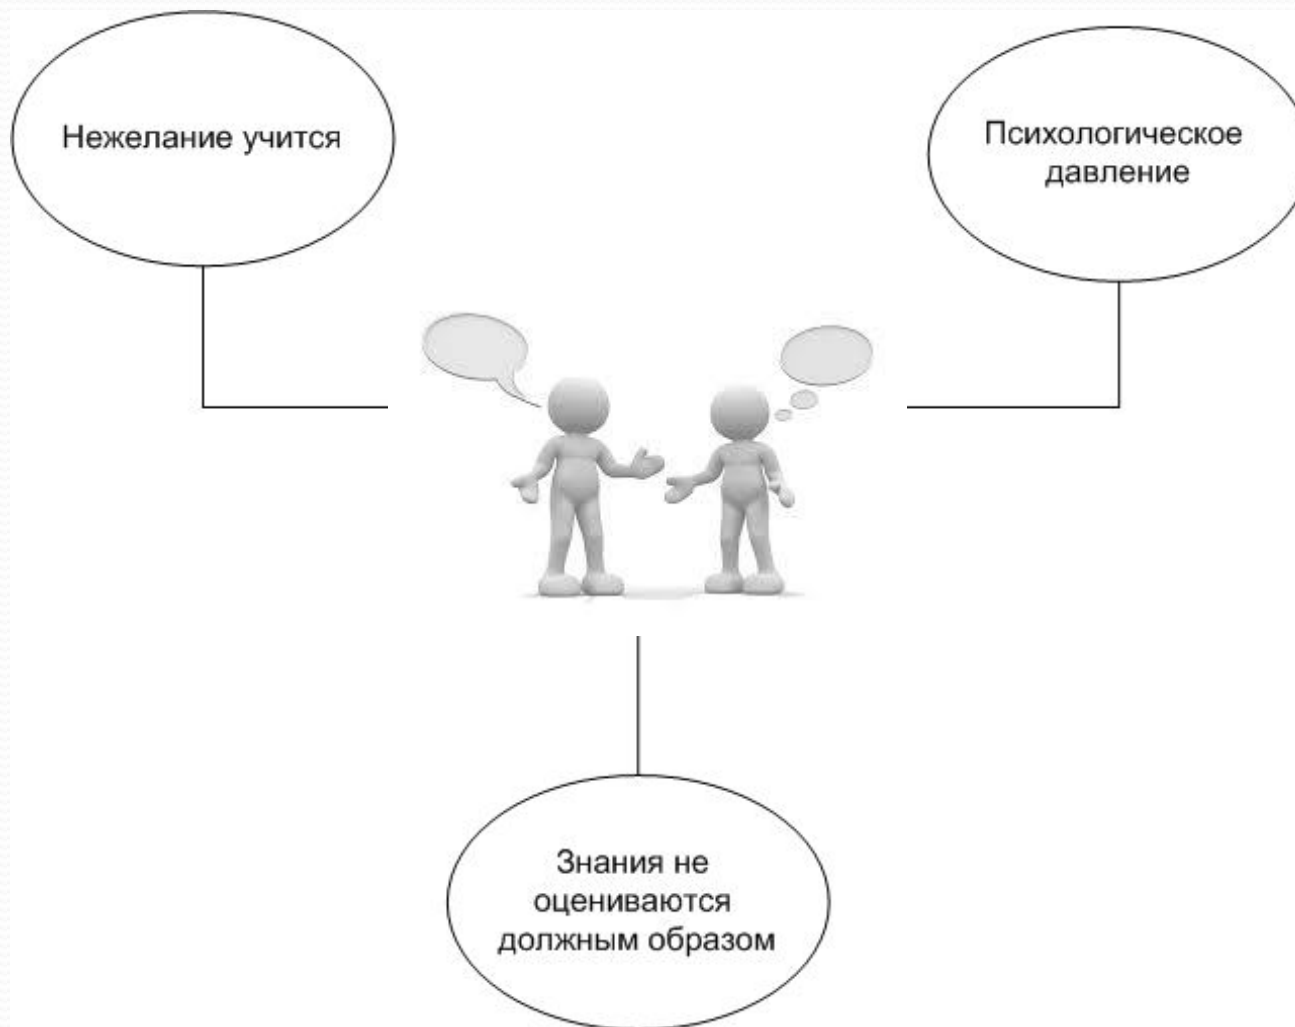 Нежелание учится
Психологическое
давление
Знания не
оцениваются
должным образом